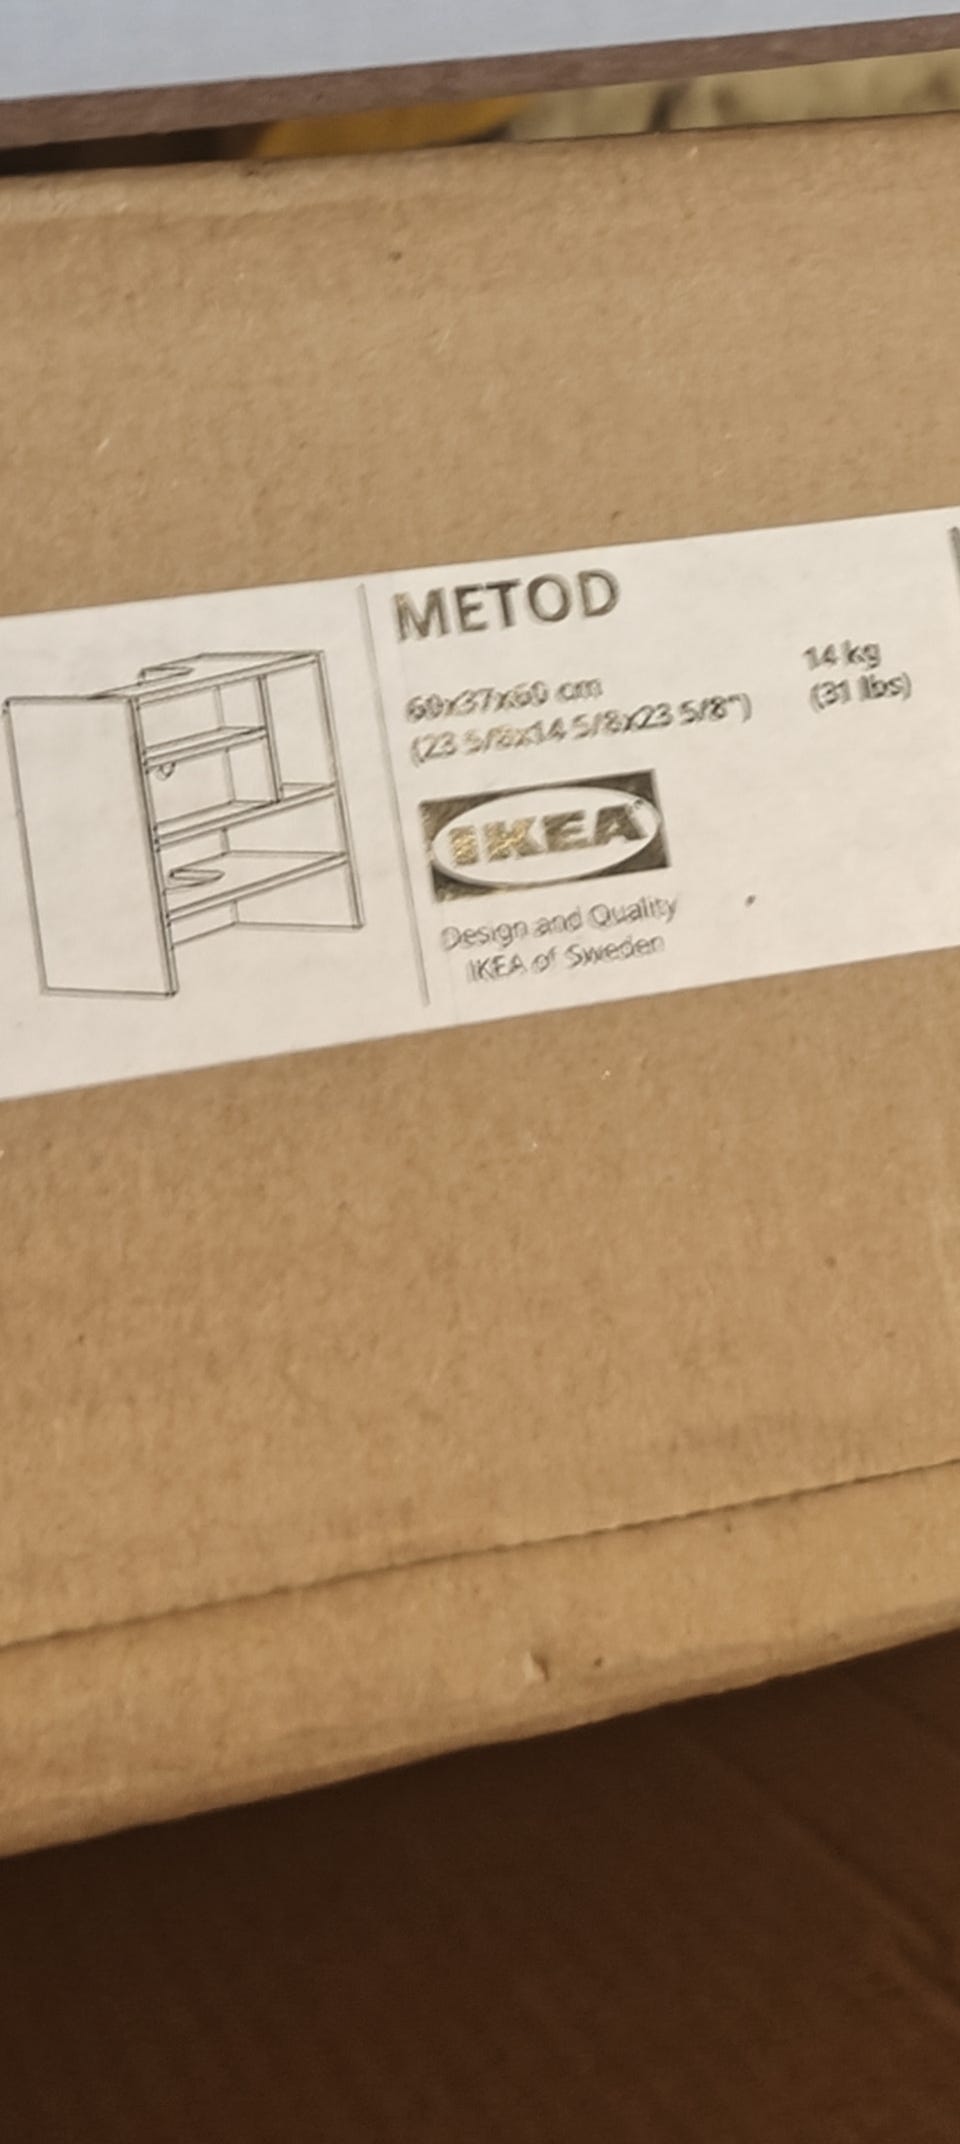 METOD
60x37x60 cm
(23 5/8x14 5/8x23 5/8")
14 kg
(31 lbs)
IKEA®
Design and Quality
IKEA of Sweden